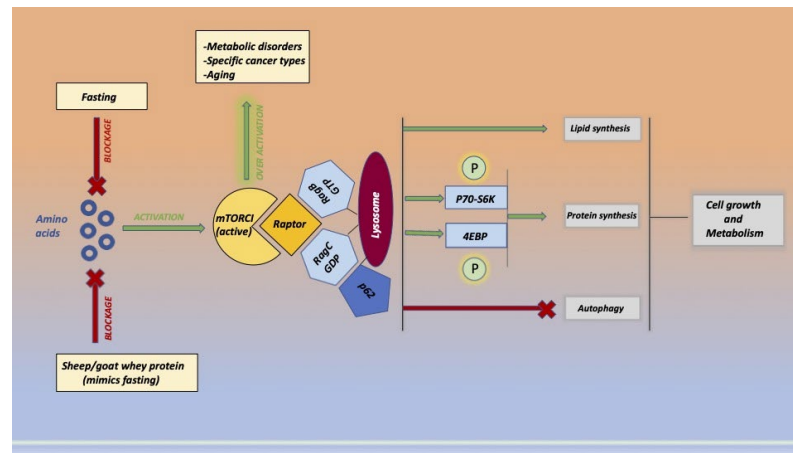 -Metabolic disorders
-Specific cancer types
-Aging
Fasting
BLOCKAGE
OVER ACTIVATION
Amino
acids
ACTIVATION
mTORCI
(active)
Raptor
RagB
GTP
RagC
GDP
p62
Lysosome
P
P70-S6K
4EBP
P
Lipid synthesis
Protein synthesis
Autophagy
Cell growth
and
Metabolism
BLOCKAGE
Sheep/goat whey protein
(mimics fasting)